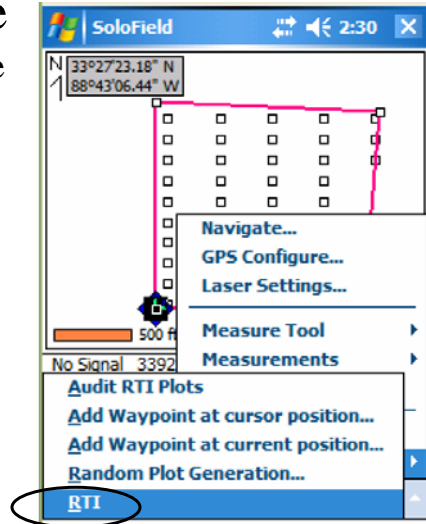 e
e
SoloField 2:30
N 33°27'23.18" N
88°43'06.44" W
Navigate...
GPS Configure...
Laser Settings...
500 ft
Measure Tool
No Signal 3392
Measurements
Audit RTI Plots
Add Waypoint at cursor position...
Add Waypoint at current position...
Random Plot Generation...
RTI